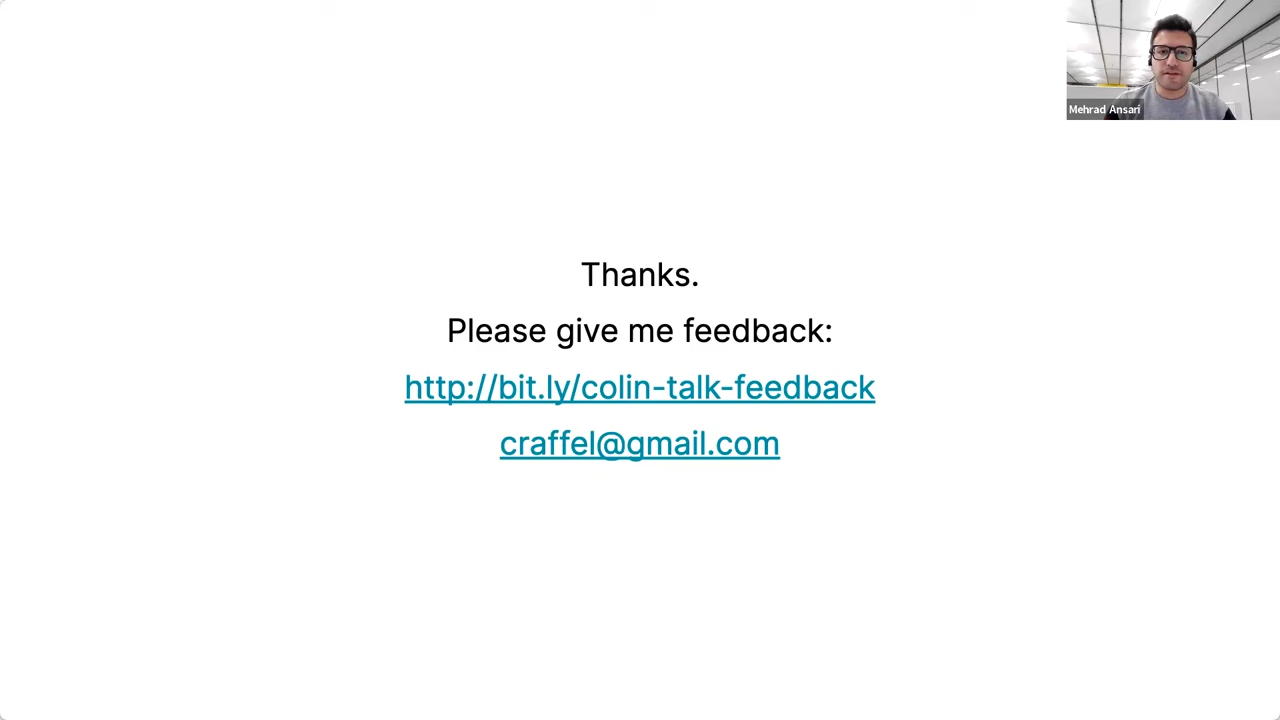 Mehrad Ansari
Thanks.
Please give me feedback:
http://bit.ly/colin-talk-feedback
craffel@gmail.com